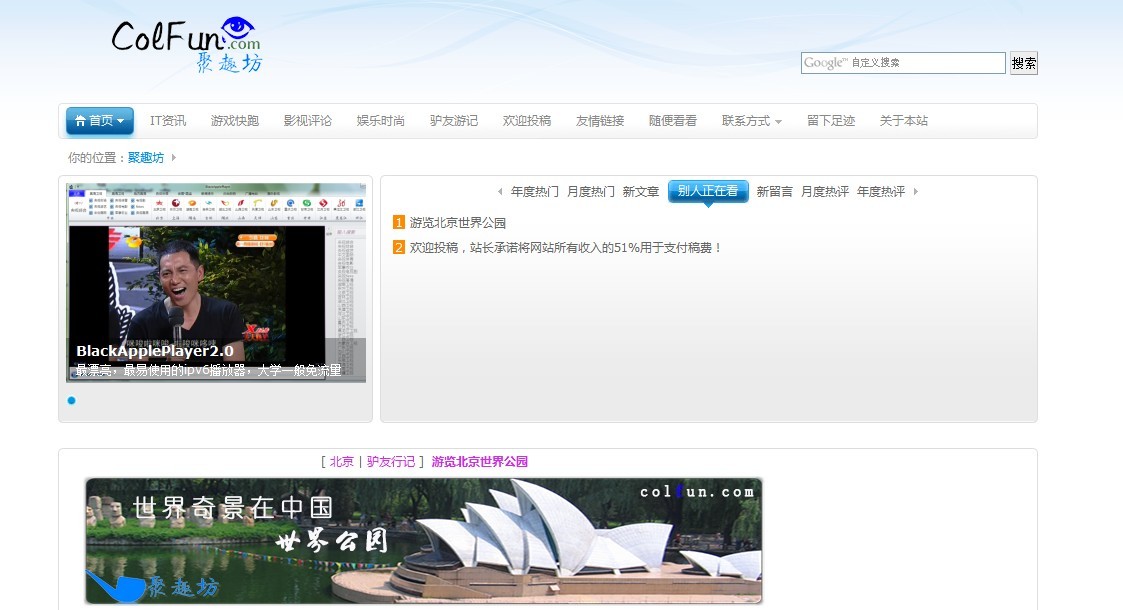 ColFun.com
聚趣坊
Google™ 自定义搜索 搜索
首页 IT资讯 游戏快跑 影视评论 娱乐时尚 驴友游记 欢迎投稿 友情链接 随便看看 联系方式 留下足迹 关于本站
你的位置：聚趣坊
年度热门 月度热门 新文章 别人正在看 新留言 月度热评 年度热评
1 游览北京世界公园
2 欢迎投稿，站长承诺将网站所有收入的51%用于支付稿费！
BlackApplePlayer2.0
最漂亮，最易使用的ipv6播放器，大学一般免流量
[ 北京 | 驴友行记 ] 游览北京世界公园
colfun.com
世界奇景在中国
世界公园
聚趣坊